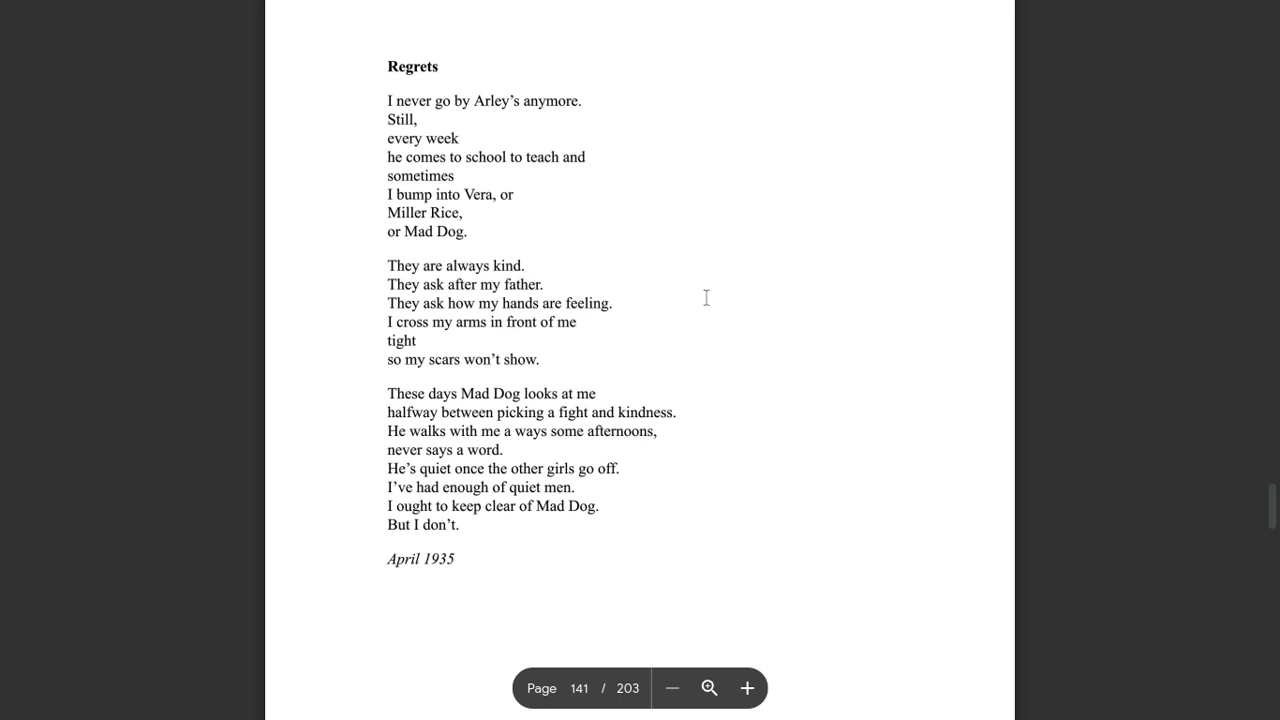 Regrets
I never go by Arley’s anymore.
Still,
every week
he comes to school to teach and
sometimes
I bump into Vera, or
Miller Rice,
or Mad Dog.
They are always kind.
They ask after my father.
They ask how my hands are feeling.
I cross my arms in front of me
tight
so my scars won’t show.
These days Mad Dog looks at me
halfway between picking a fight and kindness.
He walks with me a ways some afternoons,
never says a word.
He’s quiet once the other girls go off.
I’ve had enough of quiet men.
I ought to keep clear of Mad Dog.
But I don’t.
April 1935
Page 141 / 203